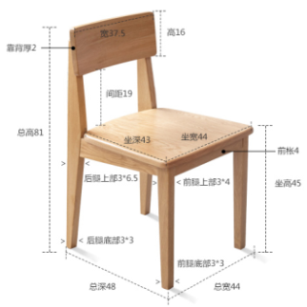 宽37.5
高16
靠背厚2
间距19
总高81
坐深43
坐宽44
前档4
后腿上部3*6.5
前腿上部3*4
坐高45
后腿底部3*3
前腿底部3*3
总深48
总宽44